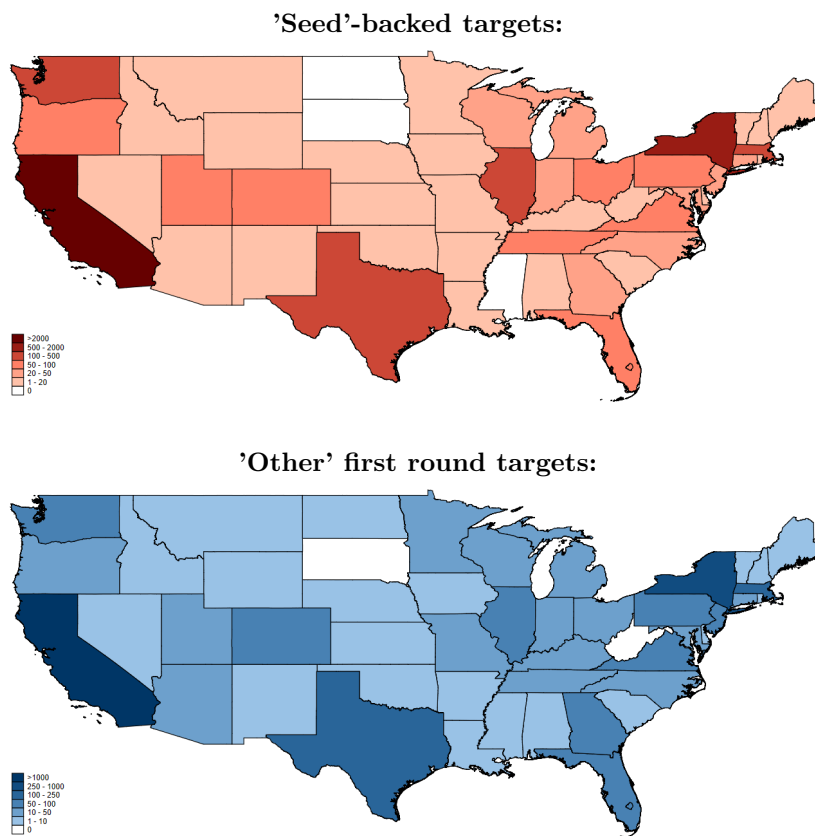 ’Seed’-backed targets:
>2000
500 - 2000
100 - 500
50 - 100
20 - 50
1 - 20
0
’Other’ first round targets:
>1000
250 - 1000
100 - 250
50 - 100
10 - 50
1 - 10
0